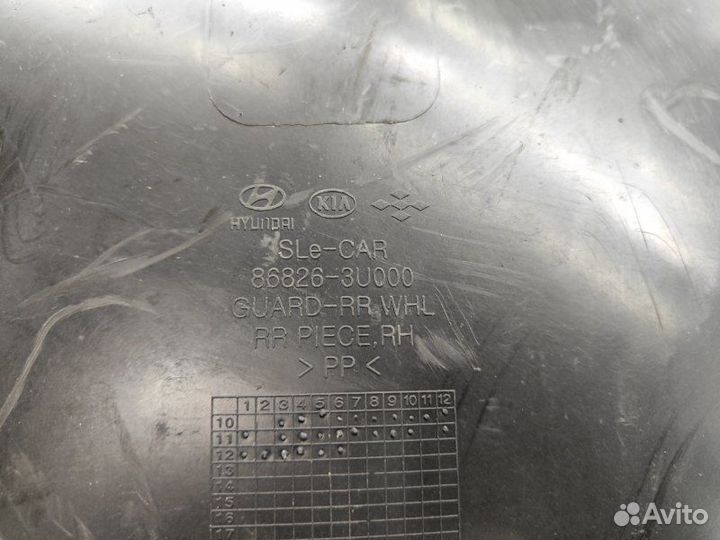 HYUNDAI KIA
SLe-CAR
86826-3U000
GUARD-RR.WHL
RR PIECE,RH
> PP <
1 2 3 4 5 6 7 8 9 10 11 12
10
11
12
13
14
15
16
17
Avito